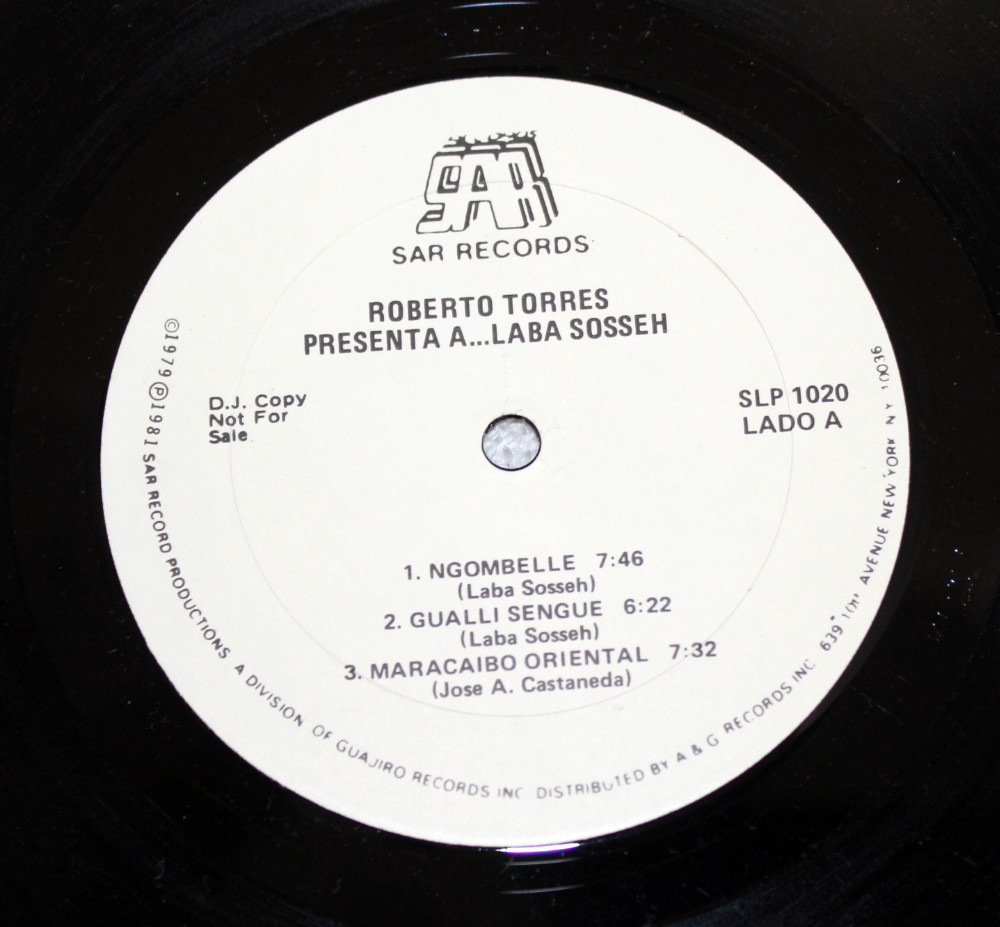 SAR
SAR RECORDS
ROBERTO TORRES
PRESENTA A...LABA SOSSEH
D.J. Copy
Not For
Sale
SLP 1020
LADO A
1. NGOMBELLE 7:46
(Laba Sosseh)
2. GUALLI SENGUE 6:22
(Laba Sosseh)
3. MARACAIBO ORIENTAL 7:32
(Jose A. Castaneda)
©1979 ℗1981 SAR RECORD PRODUCTIONS A DIVISION OF GUAJIRO RECORDS INC DISTRIBUTED BY A & G RECORDS INC 639 AVENUE NEW YORK NY 10036